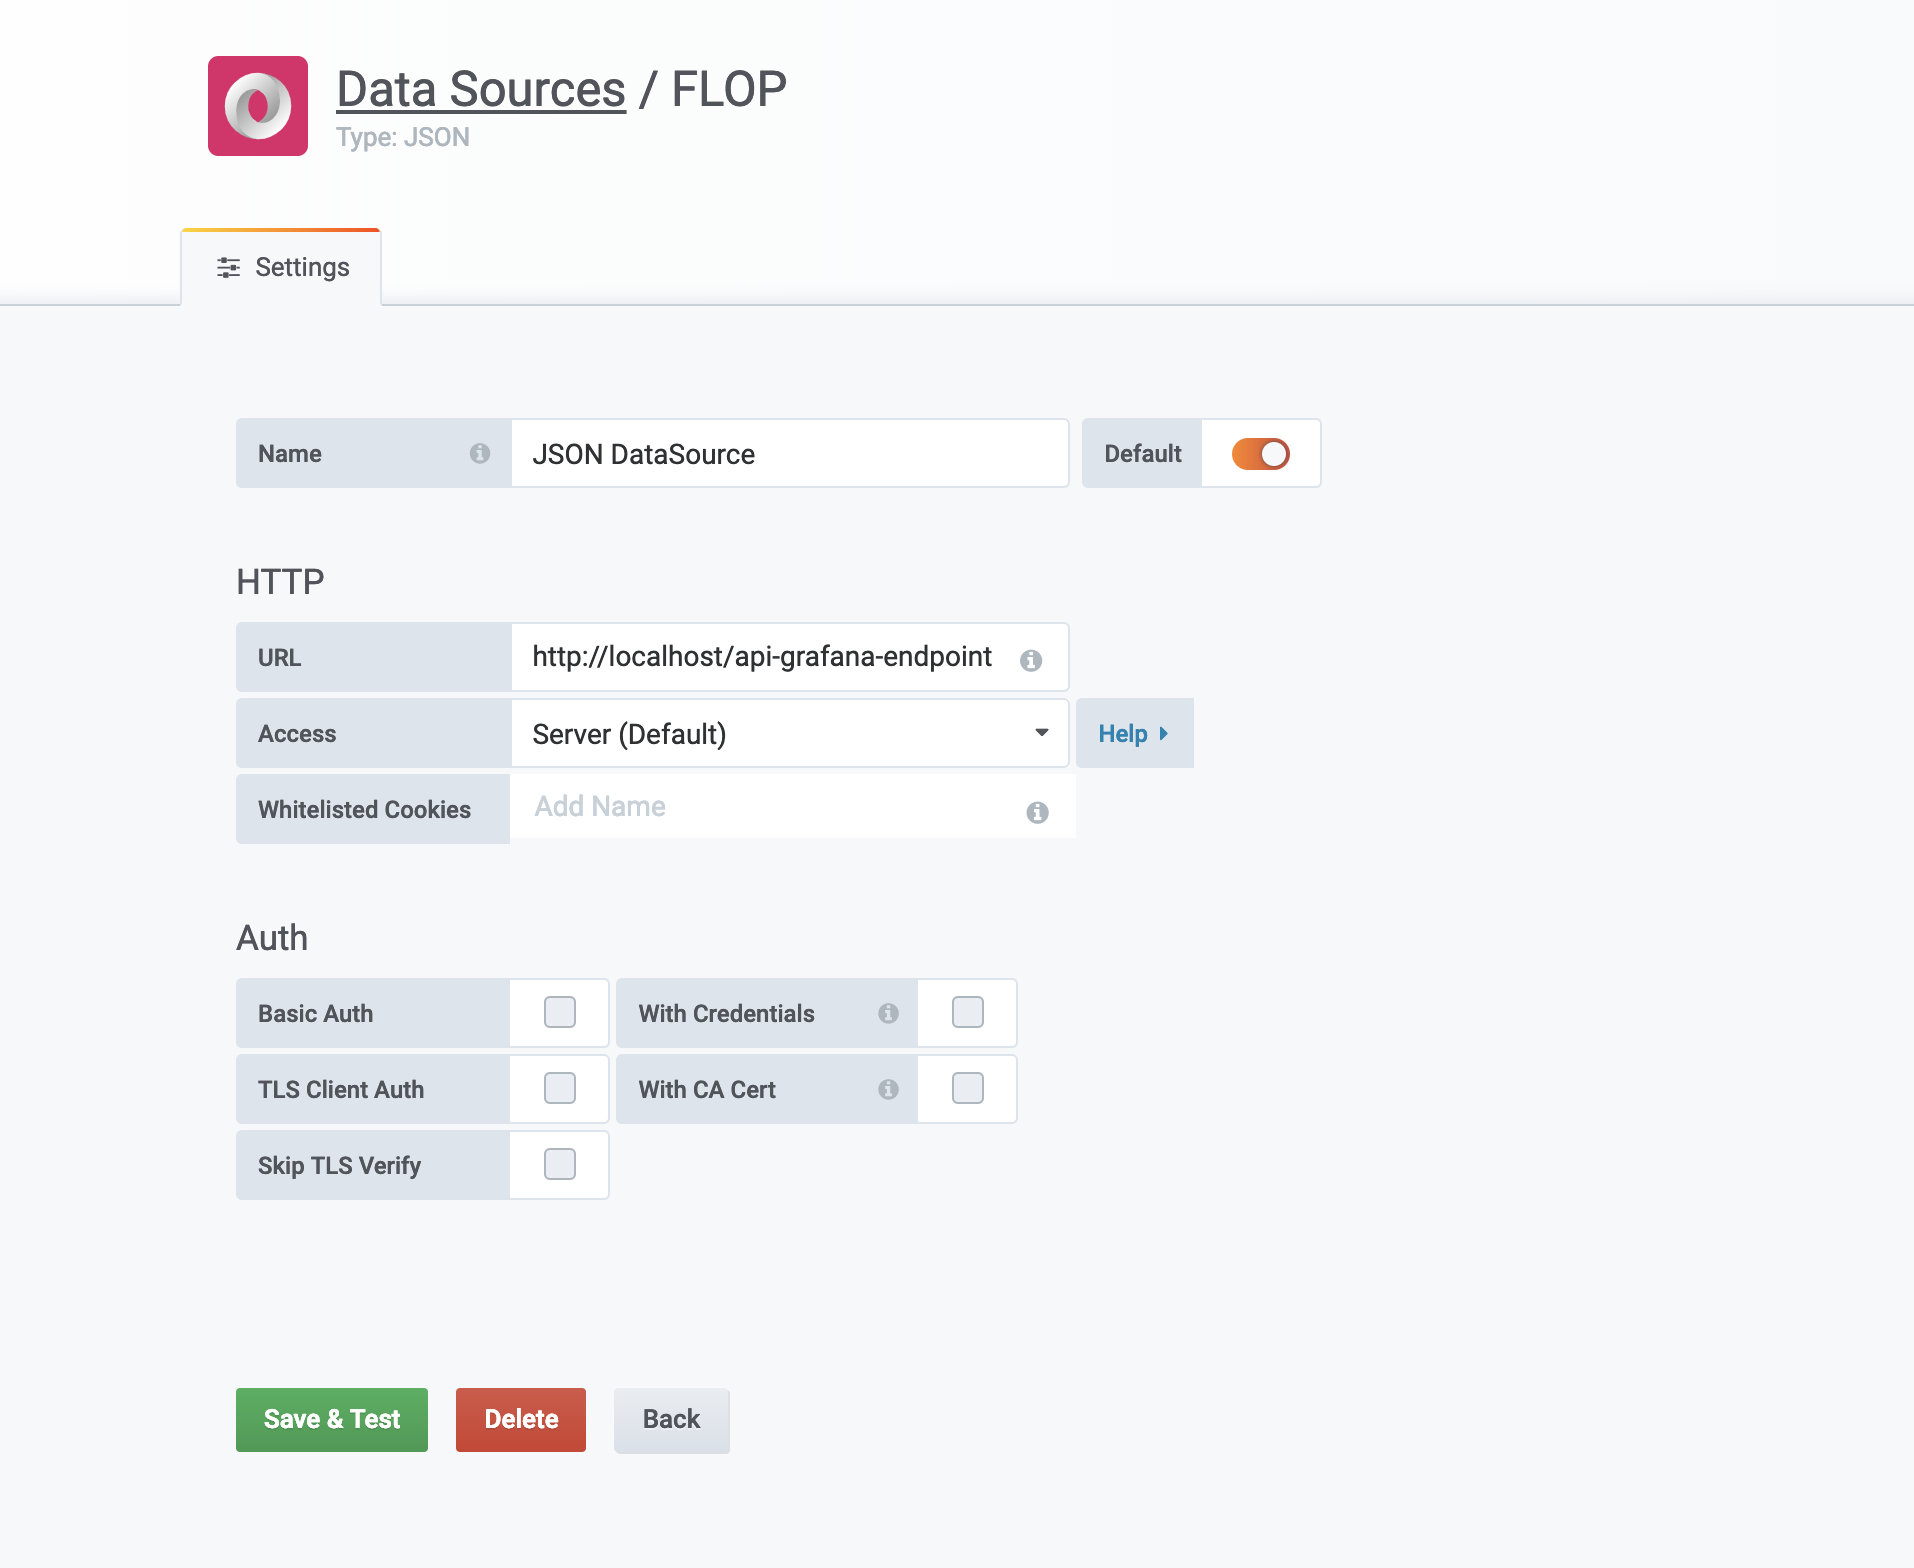 Data Sources / FLOP
Type: JSON
Settings
Name JSON DataSource Default
HTTP
URL http://localhost/api-grafana-endpoint
Access Server (Default) Help
Whitelisted Cookies Add Name
Auth
Basic Auth With Credentials
TLS Client Auth With CA Cert
Skip TLS Verify
Save & Test Delete Back